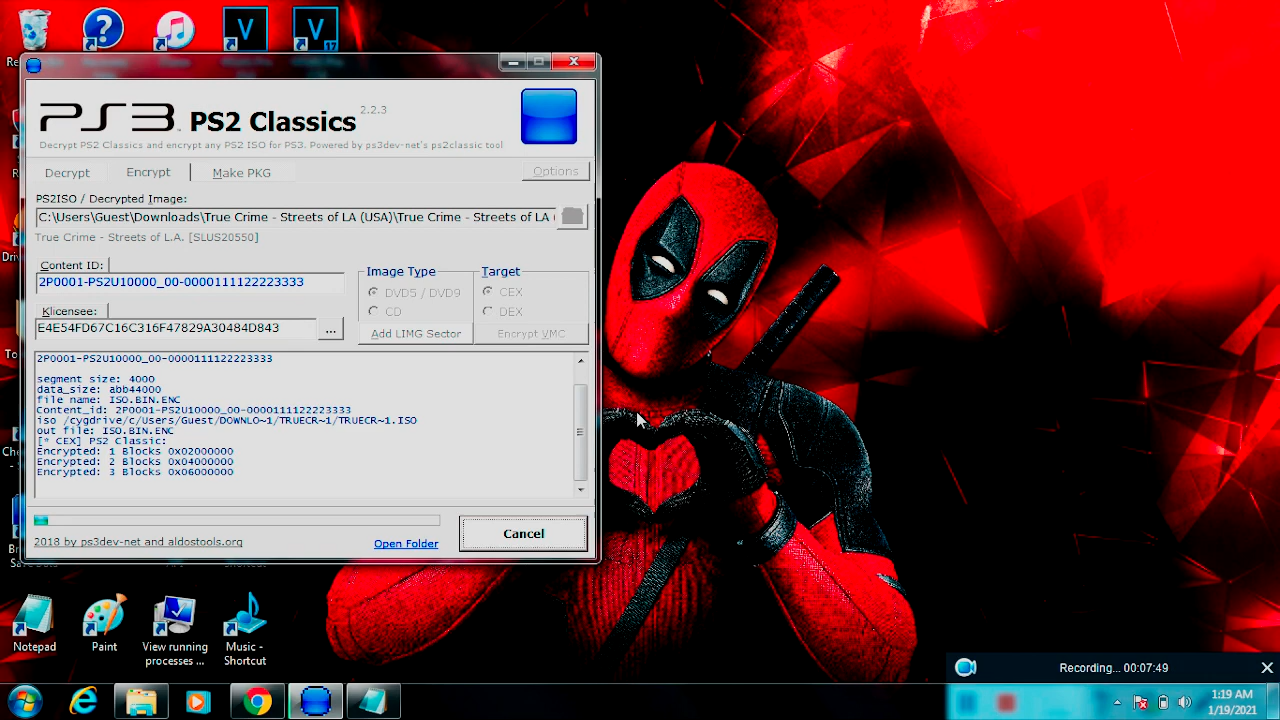 V
V
17
PS3 PS2 Classics 2.2.3
Decrypt PS2 Classics and encrypt any PS2 ISO for PS3. Powered by ps3dev-net's ps2classic tool
Decrypt
Encrypt
Make PKG
Options
PS2ISO / Decrypted Image:
C:\Users\Guest\Downloads\True Crime - Streets of LA (USA)\True Crime - Streets of LA (
True Crime - Streets of L.A. [SLUS20550]
Content ID:
2P0001-PS2U10000_00-0000111122223333
Klicensee:
E4E54FD67C16C316F47829A30484D843
...
Image Type
DVD5 / DVD9
CD
Add LIMG Sector
Target
CEX
DEX
Encrypt VMC
2P0001-PS2U10000_00-0000111122223333
segment size: 4000
data_size: abb44000
file name: ISO.BIN.ENC
Content_id: 2P0001-PS2U10000_00-0000111122223333
iso /cygdrive/c/Users/Guest/DOWNLO~1/TRUECR~1/TRUECR~1.ISO
out file: ISO.BIN.ENC
[* CEX] PS2 Classic:
Encrypted: 1 Blocks 0x02000000
Encrypted: 2 Blocks 0x04000000
Encrypted: 3 Blocks 0x06000000
Cancel
2018 by ps3dev-net and aldostools.org
Open Folder
Notepad
Paint
View running
processes ...
Music -
Shortcut
Recording... 00:07:49
1:19 AM
1/19/2021